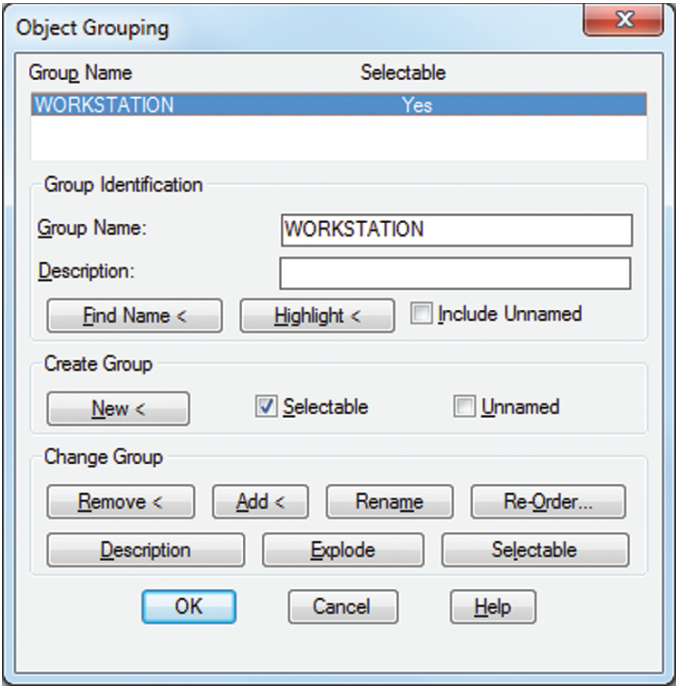 Object Grouping
Group Name Selectable
WORKSTATION Yes
Group Identification
Group Name: WORKSTATION
Description:
Find Name < Highlight < Include Unnamed
Create Group
New < Selectable Unnamed
Change Group
Remove < Add < Rename Re-Order...
Description Explode Selectable
OK Cancel Help